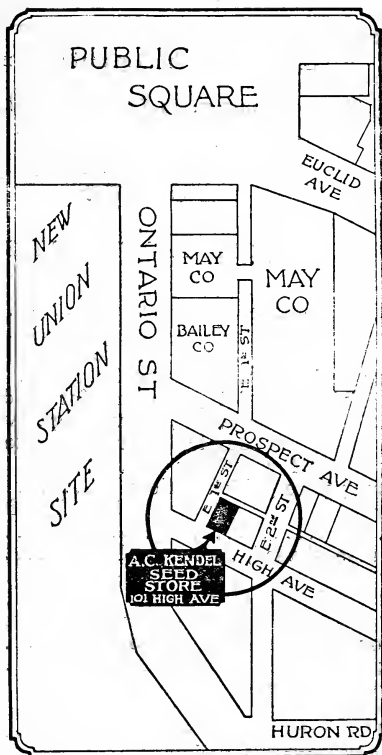 PUBLIC
SQUARE
EUCLID
AVE
NEW
UNION
STATION
SITE
ONTARIO ST
MAY
CO
MAY
CO
BAILEY
CO
E 1ST ST
PROSPECT AVE
E 1ST ST
E 2ND ST
HIGH AVE
A.C. KENDEL
SEED
STORE
101 HIGH AVE
HURON RD